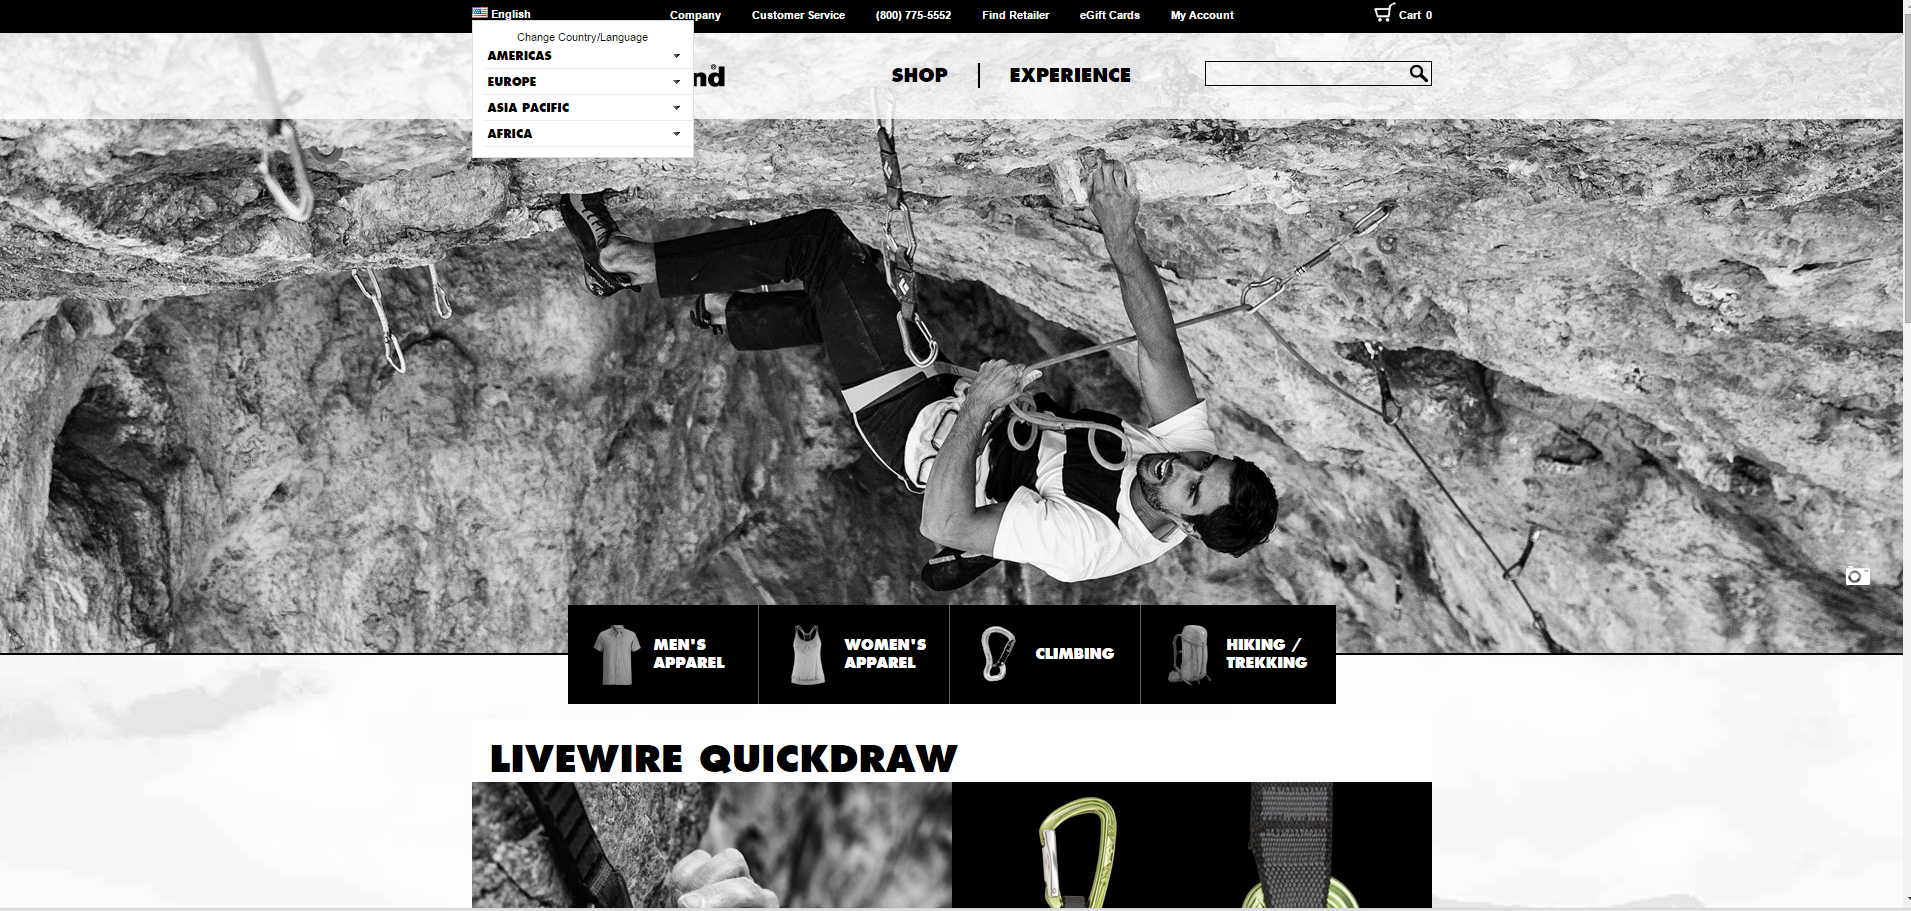 English
Company Customer Service (800) 775-5552 Find Retailer eGift Cards My Account Cart 0
Change Country/Language
AMERICAS
EUROPE
ASIA PACIFIC
AFRICA
nd®
SHOP | EXPERIENCE
MEN'S
APPAREL
WOMEN'S
APPAREL
CLIMBING
HIKING /
TREKKING
LIVEWIRE QUICKDRAW